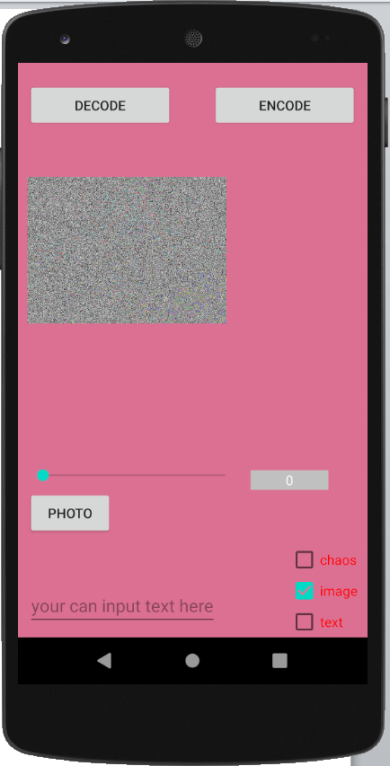 DECODE
ENCODE
0
PHOTO
chaos
image
your can input text here
text